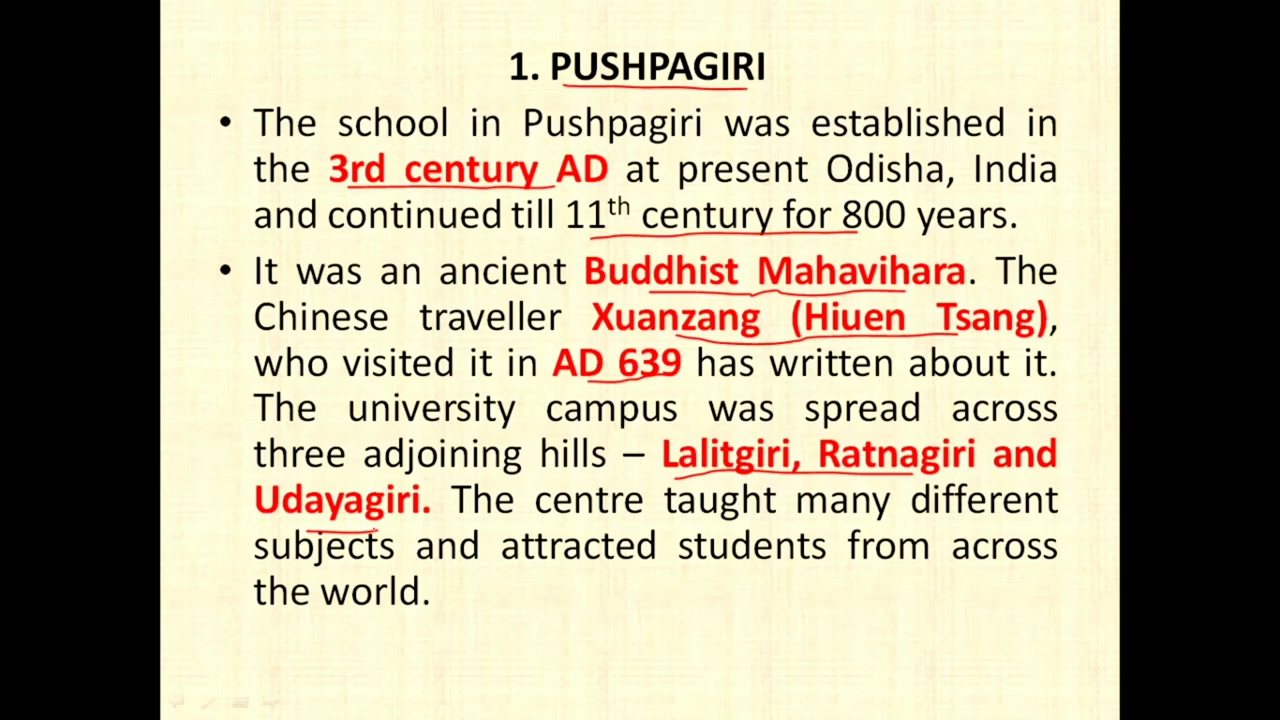 1. PUSHPAGIRI
• The school in Pushpagiri was established in
the 3rd century AD at present Odisha, India
and continued till 11th century for 800 years.
• It was an ancient Buddhist Mahavihara. The
Chinese traveller Xuanzang (Hiuen Tsang),
who visited it in AD 639 has written about it.
The university campus was spread across
three adjoining hills – Lalitgiri, Ratnagiri and
Udayagiri. The centre taught many different
subjects and attracted students from across
the world.